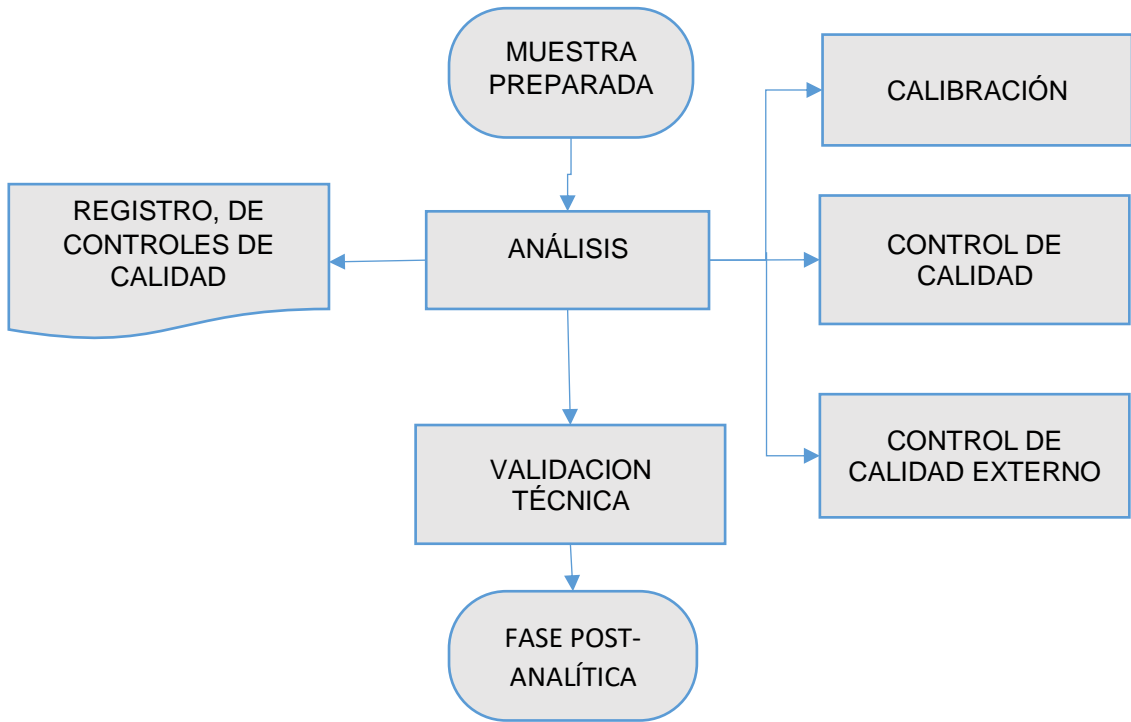 MUESTRA
PREPARADA
CALIBRACIÓN
REGISTRO, DE
CONTROLES DE
CALIDAD
ANÁLISIS
CONTROL DE
CALIDAD
VALIDACION
TÉCNICA
CONTROL DE
CALIDAD EXTERNO
FASE POST-
ANALÍTICA